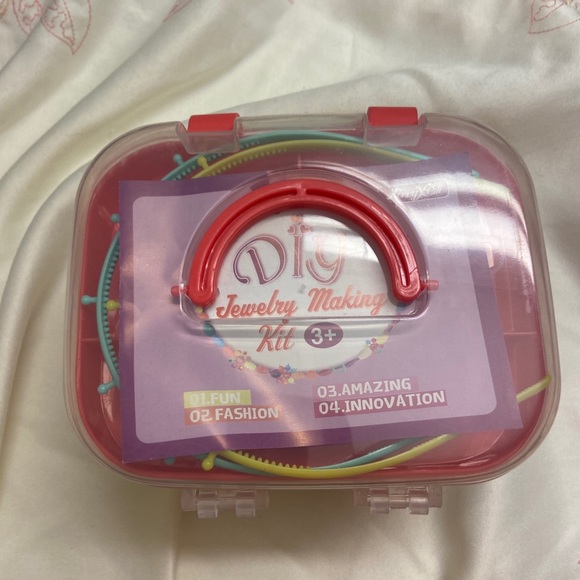 DIY
Jewelry Making
Kit 3+
01.FUN
02.FASHION
03.AMAZING
04.INNOVATION